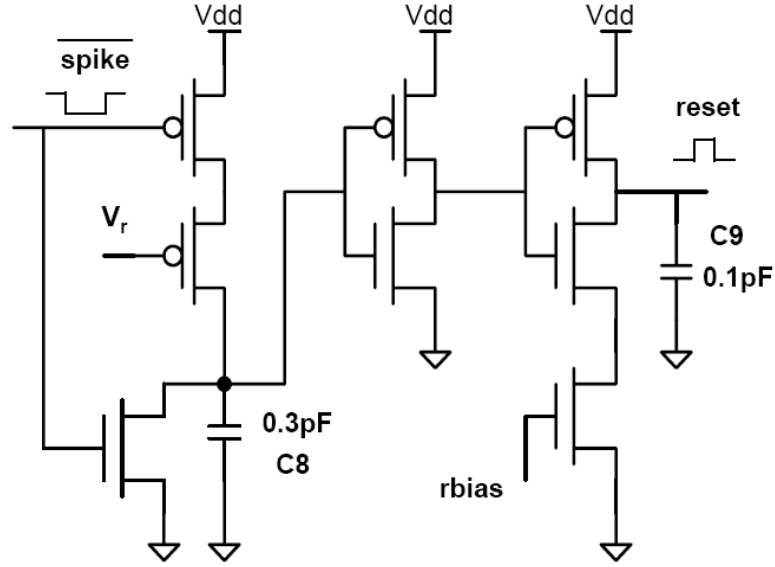 Vdd
Vdd
Vdd
spike
reset
Vr
C9
0.1pF
0.3pF
C8
rbias